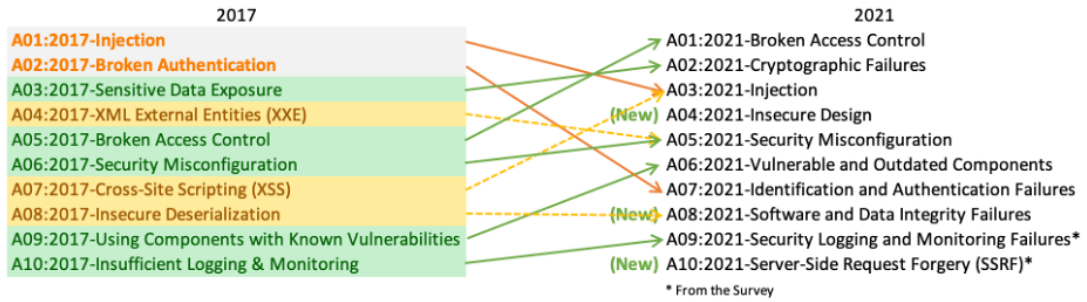 2017
A01:2017-Injection
A02:2017-Broken Authentication
A03:2017-Sensitive Data Exposure
A04:2017-XML External Entities (XXE)
A05:2017-Broken Access Control
A06:2017-Security Misconfiguration
A07:2017-Cross-Site Scripting (XSS)
A08:2017-Insecure Deserialization
A09:2017-Using Components with Known Vulnerabilities
A10:2017-Insufficient Logging & Monitoring
2021
A01:2021-Broken Access Control
A02:2021-Cryptographic Failures
A03:2021-Injection
(New) A04:2021-Insecure Design
A05:2021-Security Misconfiguration
A06:2021-Vulnerable and Outdated Components
A07:2021-Identification and Authentication Failures
(New) A08:2021-Software and Data Integrity Failures
A09:2021-Security Logging and Monitoring Failures*
(New) A10:2021-Server-Side Request Forgery (SSRF)*
* From the Survey